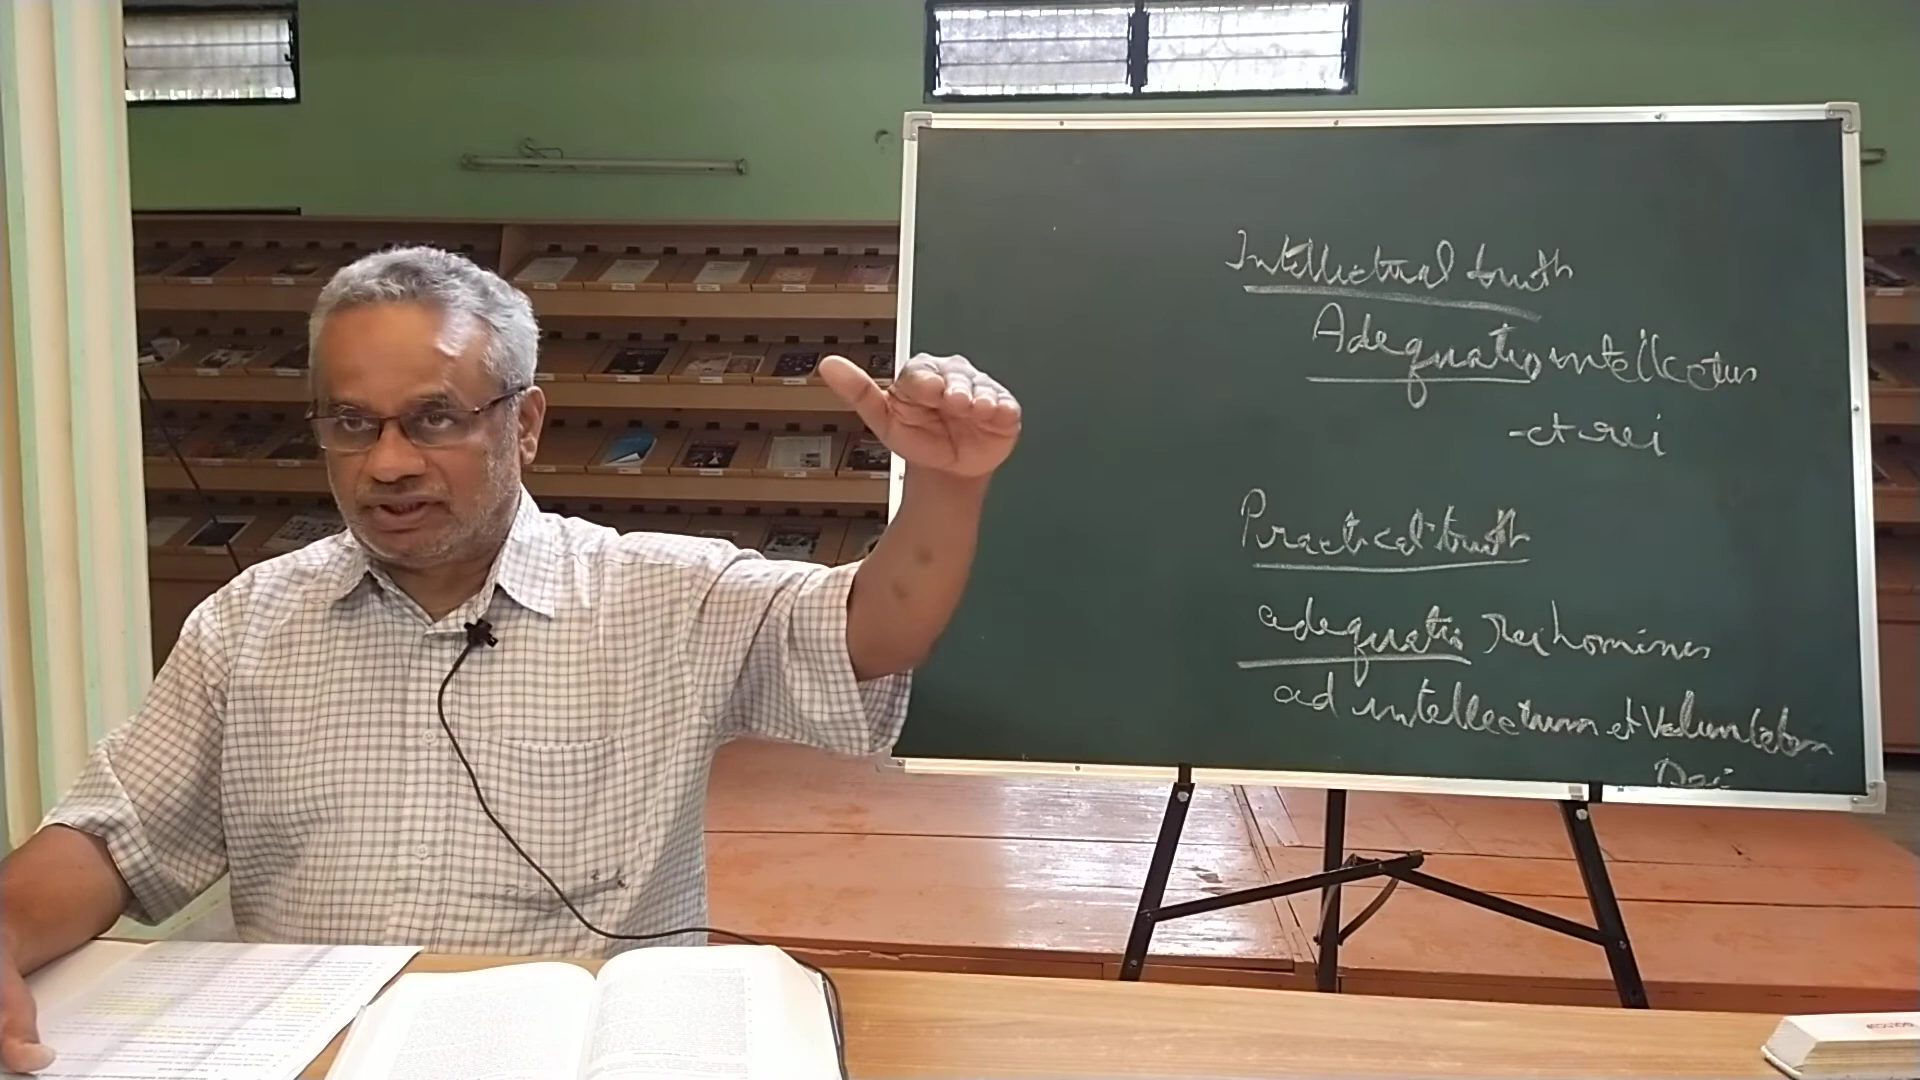 Intellectual truth
Adequatio intellectus
-et rei
Practical truth
adequatio rei hominis
ad intellectum et Voluntatem
Dei